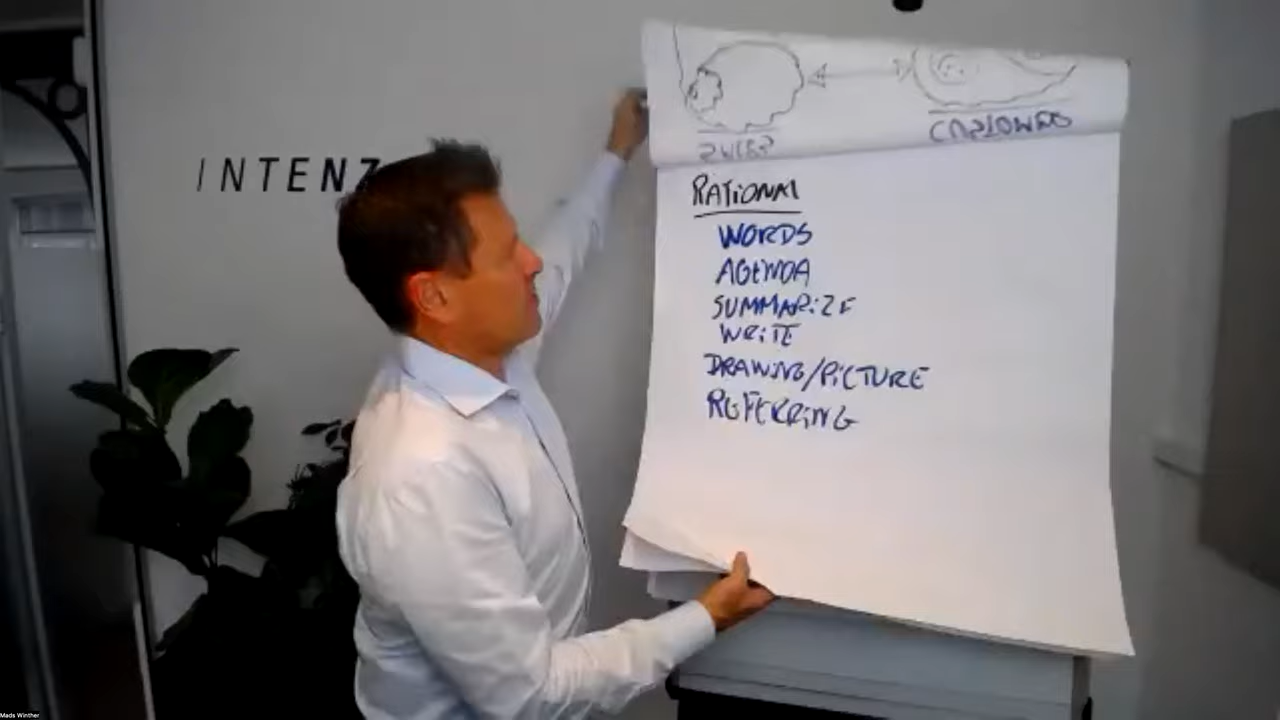 INTENZ
RATIONAL
WORDS
AGENDA
SUMMARIZE
WRITE
DRAWING/PICTURE
REFERRING
Mads Winther